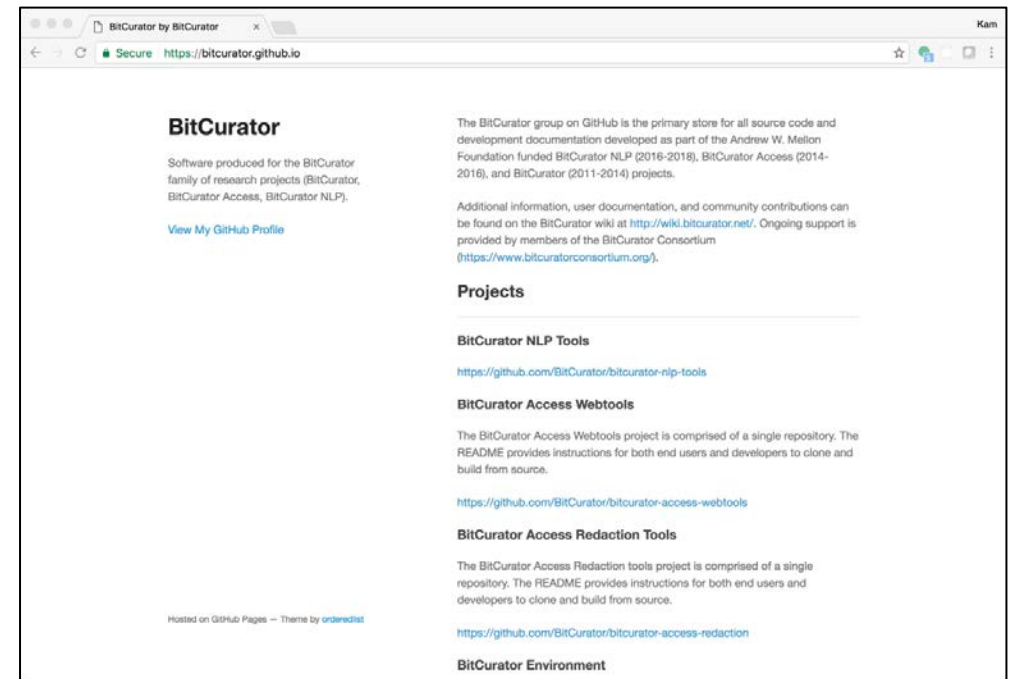 BitCurator by BitCurator
Kam
Secure https://bitcurator.github.io
BitCurator
Software produced for the BitCurator
family of research projects (BitCurator,
BitCurator Access, BitCurator NLP).
View My GitHub Profile
The BitCurator group on GitHub is the primary store for all source code and
development documentation developed as part of the Andrew W. Mellon
Foundation funded BitCurator NLP (2016-2018), BitCurator Access (2014-
2016), and BitCurator (2011-2014) projects.
Additional information, user documentation, and community contributions can
be found on the BitCurator wiki at http://wiki.bitcurator.net/. Ongoing support is
provided by members of the BitCurator Consortium
(https://www.bitcuratorconsortium.org/).
Projects
BitCurator NLP Tools
https://github.com/BitCurator/bitcurator-nlp-tools
BitCurator Access Webtools
The BitCurator Access Webtools project is comprised of a single repository. The
README provides instructions for both end users and developers to clone and
build from source.
https://github.com/BitCurator/bitcurator-access-webtools
BitCurator Access Redaction Tools
The BitCurator Access Redaction tools project is comprised of a single
repository. The README provides instructions for both end users and
developers to clone and build from source.
https://github.com/BitCurator/bitcurator-access-redaction
BitCurator Environment
Hosted on GitHub Pages — Theme by orderedlist